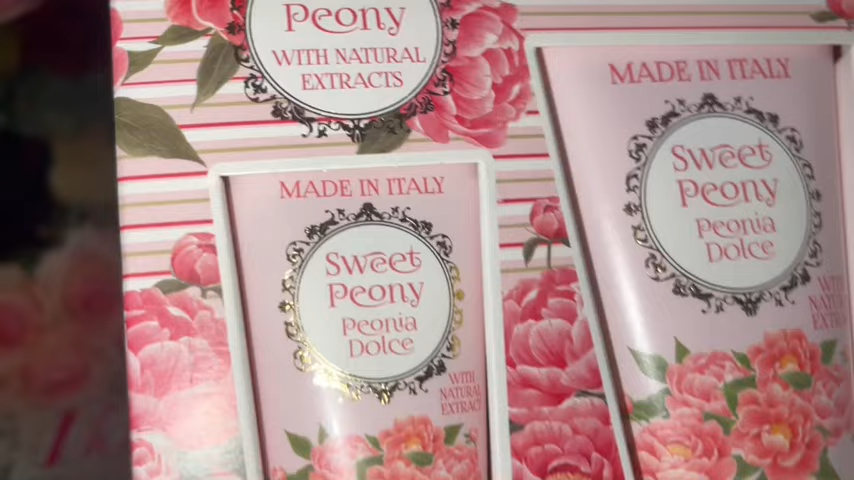 Peony
WITH NATURAL
EXTRACTS
MADE IN ITALY
Sweet
Peony
Peonia
Dolce
WITH
NATURAL
EXTRACT
MADE IN ITALY
Sweet
Peony
Peonia
Dolce